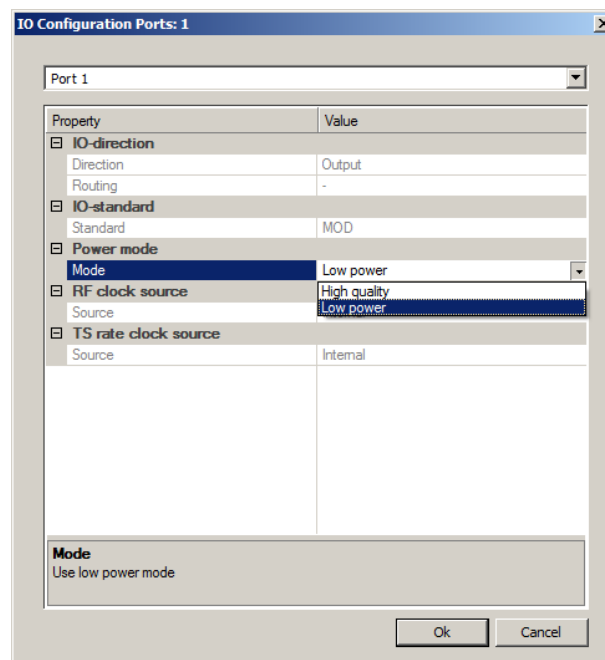 IO Configuration Ports: 1
Port 1
Property Value
IO-direction
Direction Output
Routing -
IO-standard
Standard MOD
Power mode
Mode Low power
High quality
RF clock source
Low power
Source
TS rate clock source
Source Internal
Mode
Use low power mode
Ok Cancel